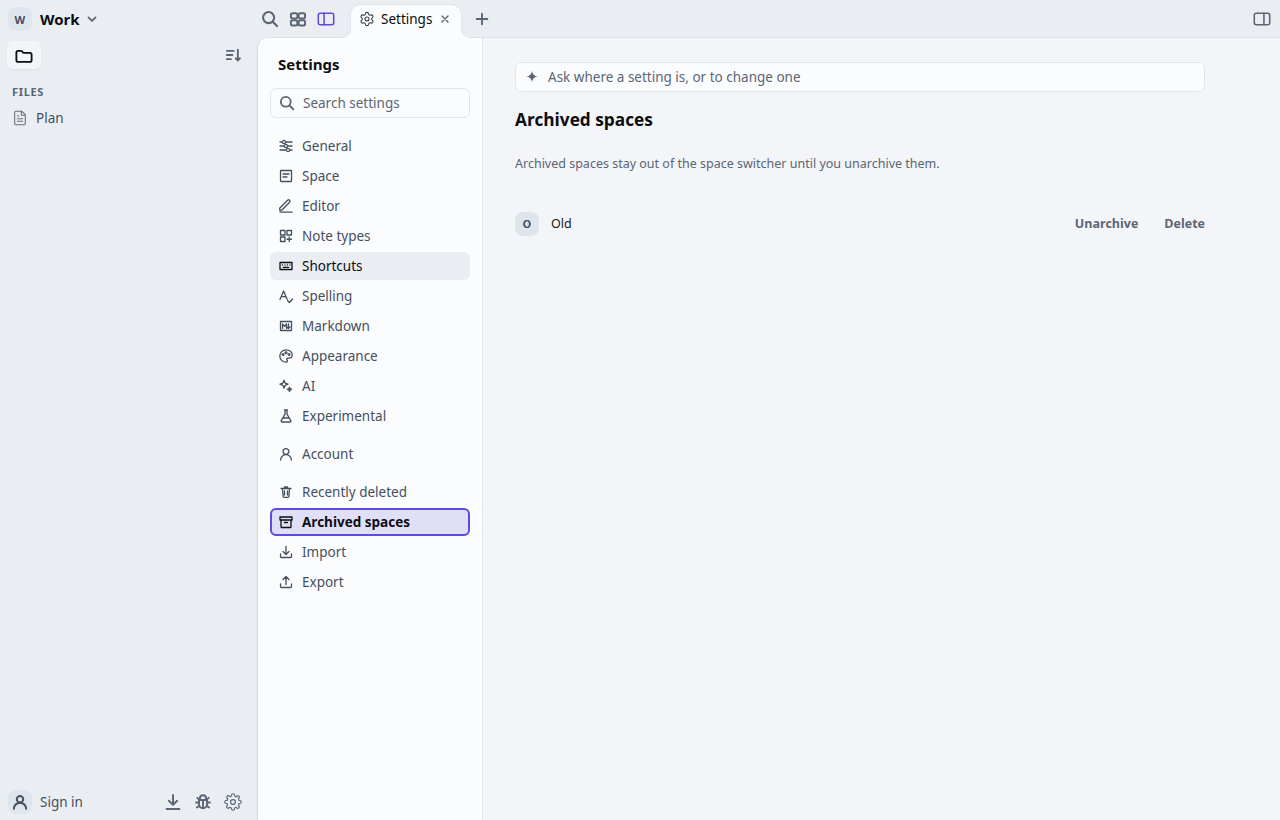 W Work
Settings
FILES
Plan
Sign in
Settings
Search settings
General
Space
Editor
Note types
Shortcuts
Spelling
Markdown
Appearance
AI
Experimental
Account
Recently deleted
Archived spaces
Import
Export
Ask where a setting is, or to change one
Archived spaces
Archived spaces stay out of the space switcher until you unarchive them.
O Old Unarchive Delete